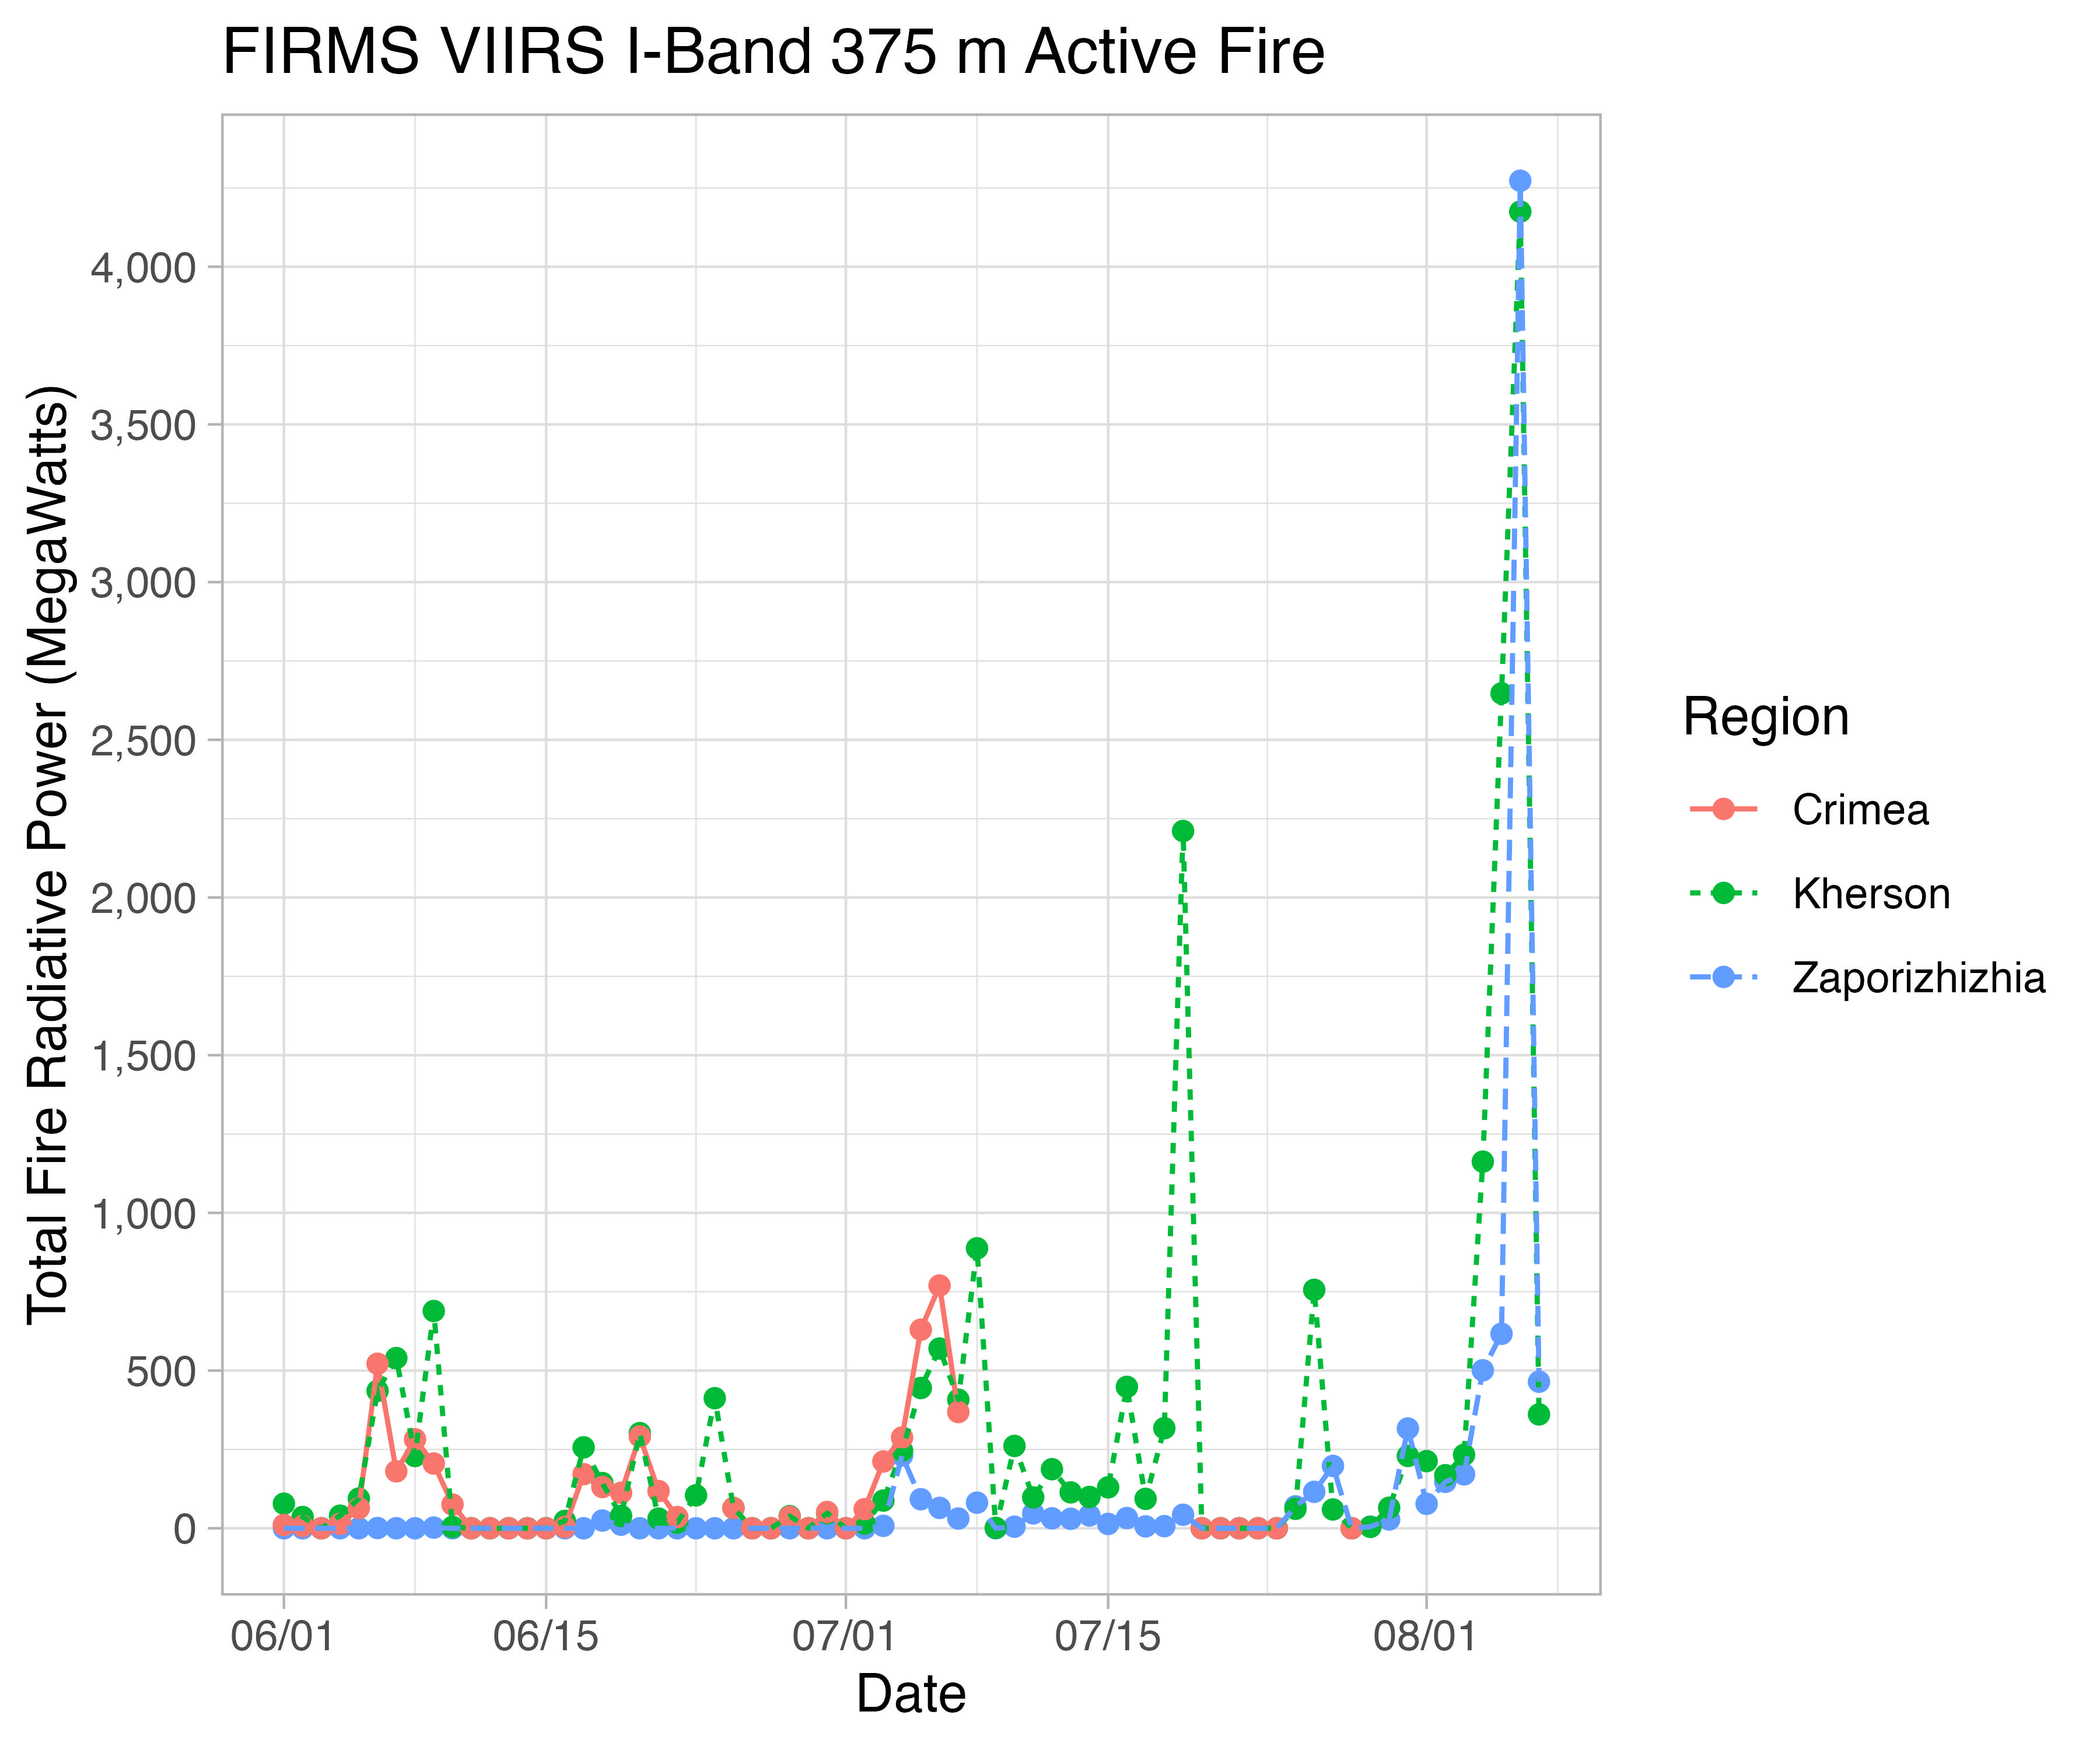 FIRMS VIIRS I-Band 375 m Active Fire
Total Fire Radiative Power (MegaWatts)
4,000
3,500
3,000
2,500
2,000
1,500
1,000
500
0
06/01
06/15
07/01
07/15
08/01
Date
Region
Crimea
Kherson
Zaporizhizhia